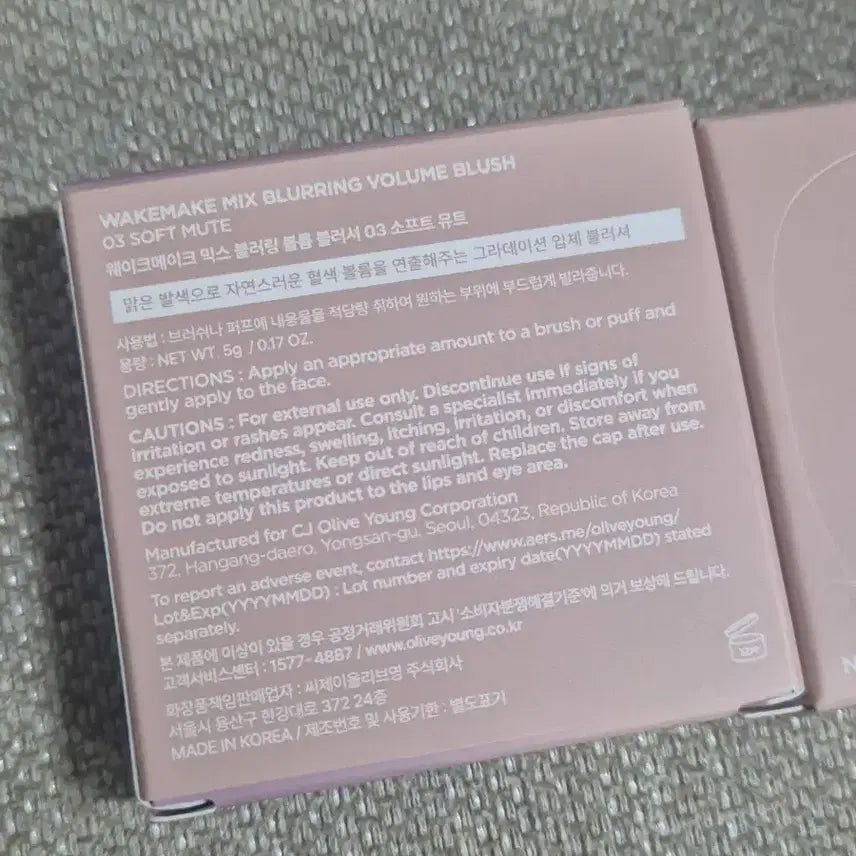 WAKEMAKE MIX BLURRING VOLUME BLUSH
03 SOFT MUTE
웨이크메이크 믹스 블러링 볼륨 블러셔 03 소프트 뮤트
맑은 발색으로 자연스러운 혈색 볼륨을 연출해주는 그라데이션 입체 블러셔
사용법 : 브러쉬나 퍼프에 내용물을 적당량 취하여 원하는 부위에 부드럽게 발라줍니다.
용량 : NET WT. 5g / 0.17 OZ.
DIRECTIONS : Apply an appropriate amount to a brush or puff and
gently apply to the face.
CAUTIONS : For external use only. Discontinue use if signs of
irritation or rashes appear. Consult a specialist immediately if you
experience redness, swelling, itching, irritation, or discomfort when
exposed to sunlight. Keep out of reach of children. Store away from
extreme temperatures or direct sunlight. Replace the cap after use.
Do not apply this product to the lips and eye area.
Manufactured for CJ Olive Young Corporation
372, Hangang-daero, Yongsan-gu, Seoul, 04323, Republic of Korea
To report an adverse event, contact https://www.aers.me/oliveyoung/
Lot&Exp(YYYYMMDD) : Lot number and expiry date(YYYYMMDD) stated
separately.
본 제품에 이상이 있을 경우 공정거래위원회 고시 '소비자분쟁해결기준'에 의거 보상해 드립니다.
고객서비스센터 : 1577-4887 / www.oliveyoung.co.kr
화장품책임판매업자 : 씨제이올리브영 주식회사
서울시 용산구 한강대로 372 24층
MADE IN KOREA / 제조번호 및 사용기한 : 별도표기
12M
N